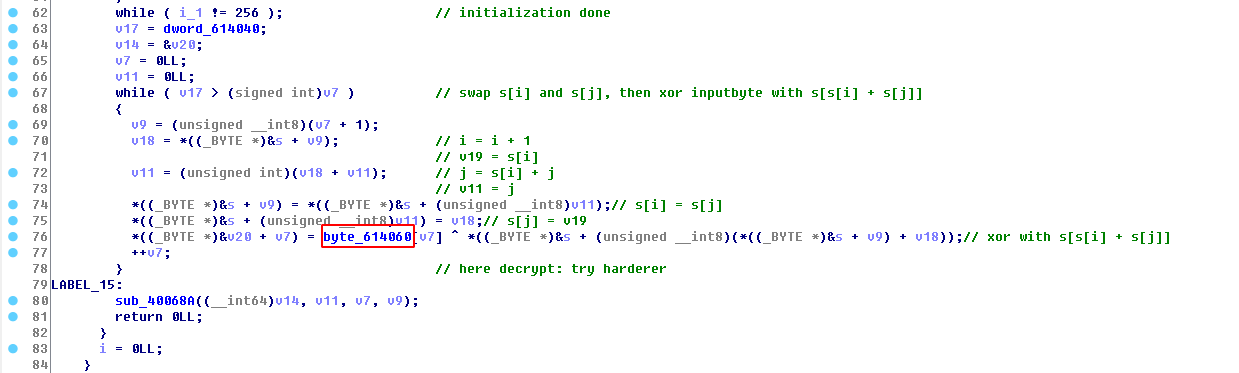 62 while ( i_1 != 256 ); // initialization done
63 v17 = dword_614040;
64 v14 = &v20;
65 v7 = 0LL;
66 v11 = 0LL;
67 while ( v17 > (signed int)v7 ) // swap s[i] and s[j], then xor inputbyte with s[s[i] + s[j]]
68 {
69 v9 = (unsigned __int8)(v7 + 1);
70 v18 = *((_BYTE *)&s + v9); // i = i + 1
71 // v19 = s[i]
72 v11 = (unsigned int)(v18 + v11); // j = s[i] + j
73 // v11 = j
74 *((_BYTE *)&s + v9) = *((_BYTE *)&s + (unsigned __int8)v11);// s[i] = s[j]
75 *((_BYTE *)&s + (unsigned __int8)v11) = v18;// s[j] = v19
76 *((_BYTE *)&v20 + v7) = byte_614060[v7] ^ *((_BYTE *)&s + (unsigned __int8)(*((_BYTE *)&s + v9) + v18));// xor with s[s[i] + s[j]]
77 ++v7;
78 } // here decrypt: try harderer
79 LABEL_15:
80 sub_40068A((__int64)v14, v11, v7, v9);
81 return 0LL;
82 }
83 i = 0LL;
84 }